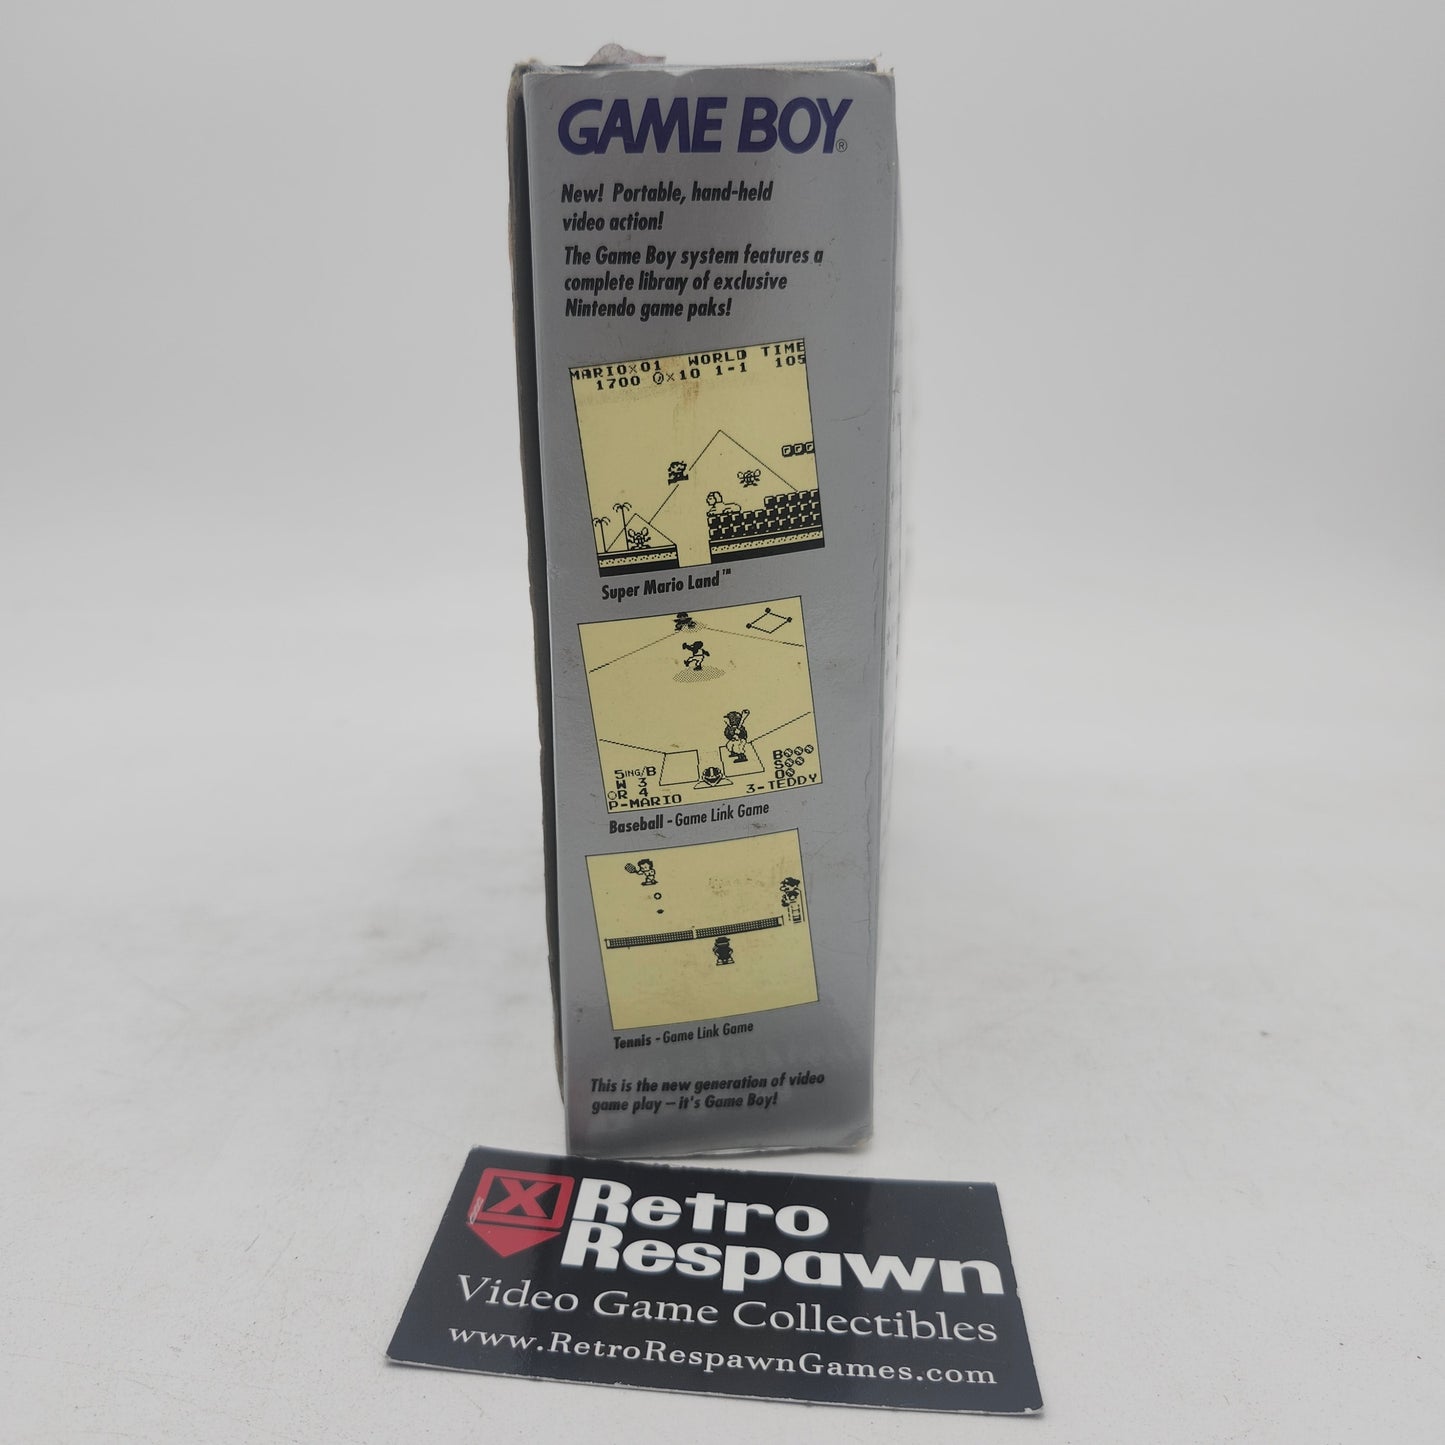 GAME BOY®
New! Portable, hand-held
video action!
The Game Boy system features a
complete library of exclusive
Nintendo game paks!
MARIO×01 WORLD TIME
1700 ×10 1-1 105
Super Mario Land™
5ING/B
W 3
R 4
P-MARIO
B
S
O
3-TEDDY
Baseball - Game Link Game
Tennis - Game Link Game
This is the new generation of video
game play – it's Game Boy!
X
Retro
Respawn
Video Game Collectibles
www.RetroRespawnGames.com